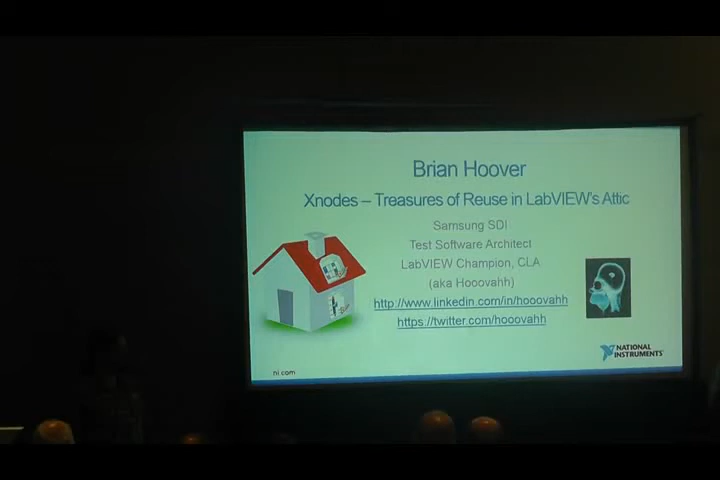 Brian Hoover
Xnodes – Treasures of Reuse in LabVIEW's Attic
Samsung SDI
Test Software Architect
LabVIEW Champion, CLA
(aka Hooovahh)
http://www.linkedin.com/in/hooovahh
https://twitter.com/hooovahh
NATIONAL
INSTRUMENTS
ni.com